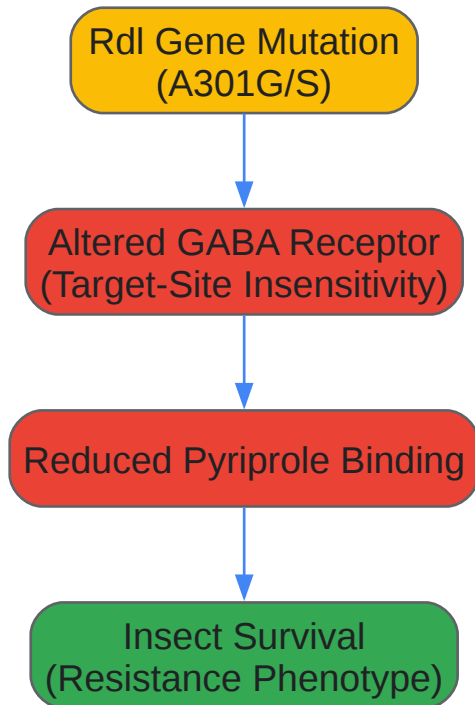 Rdl Gene Mutation
(A301G/S)
Altered GABA Receptor
(Target-Site Insensitivity)
Reduced Pyriprole Binding
Insect Survival
(Resistance Phenotype)